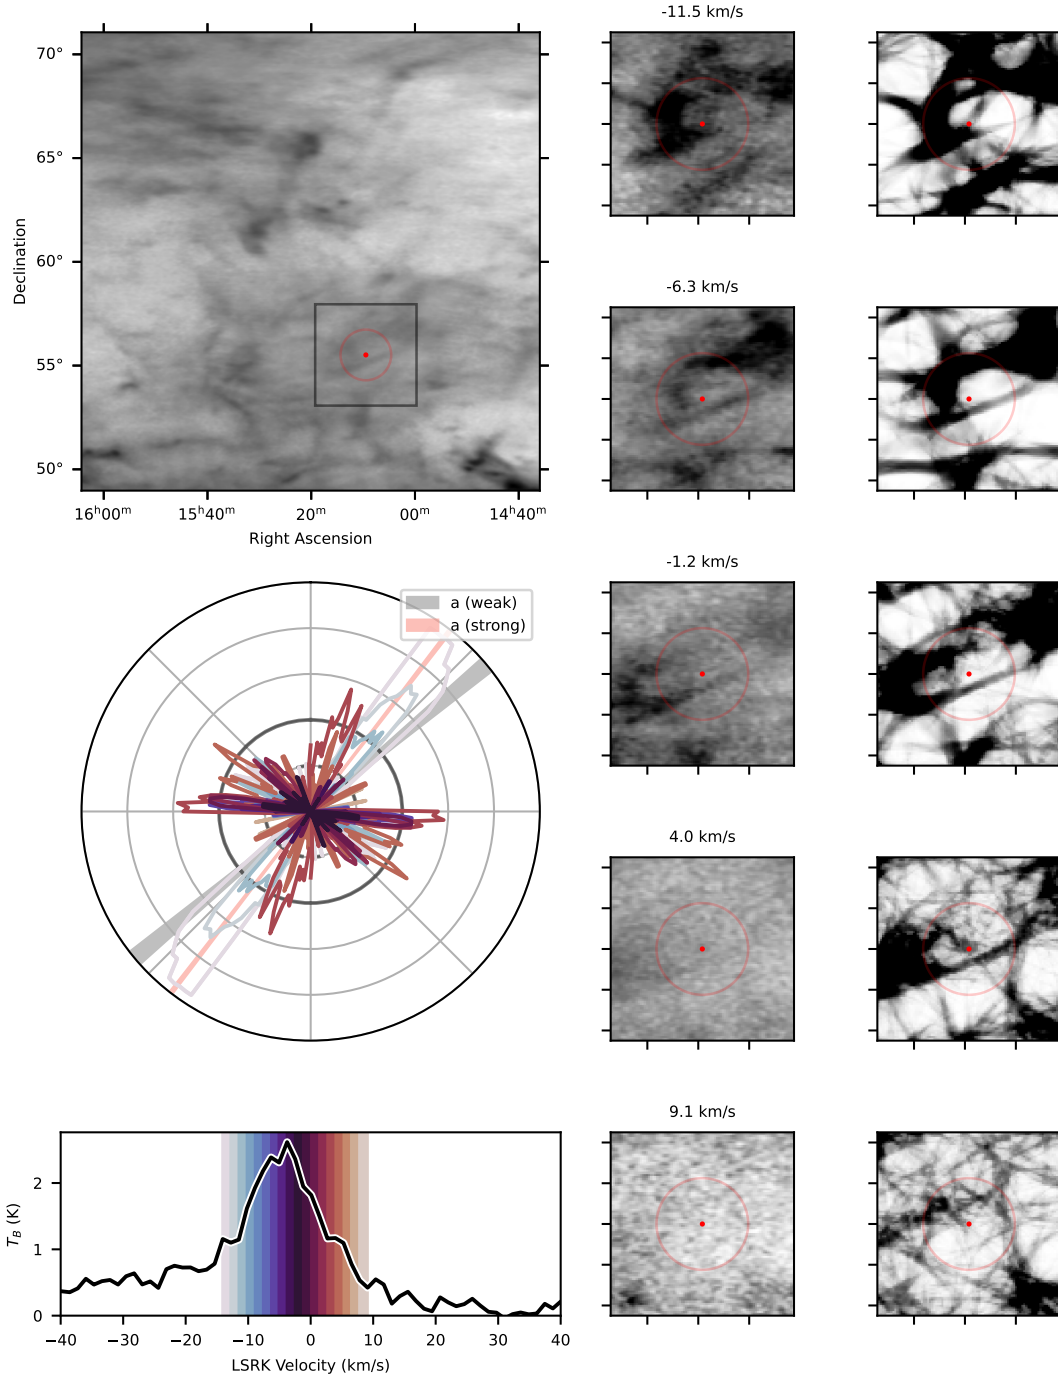 -11.5 km/s
70°
65°
60°
55°
50°
Declination
16ʰ00ᵐ 15ʰ40ᵐ 20ᵐ 00ᵐ 14ʰ40ᵐ
Right Ascension
-6.3 km/s
-1.2 km/s
a (weak)
a (strong)
4.0 km/s
9.1 km/s
2
1
0
T_B (K)
−40 −30 −20 −10 0 10 20 30 40
LSRK Velocity (km/s)